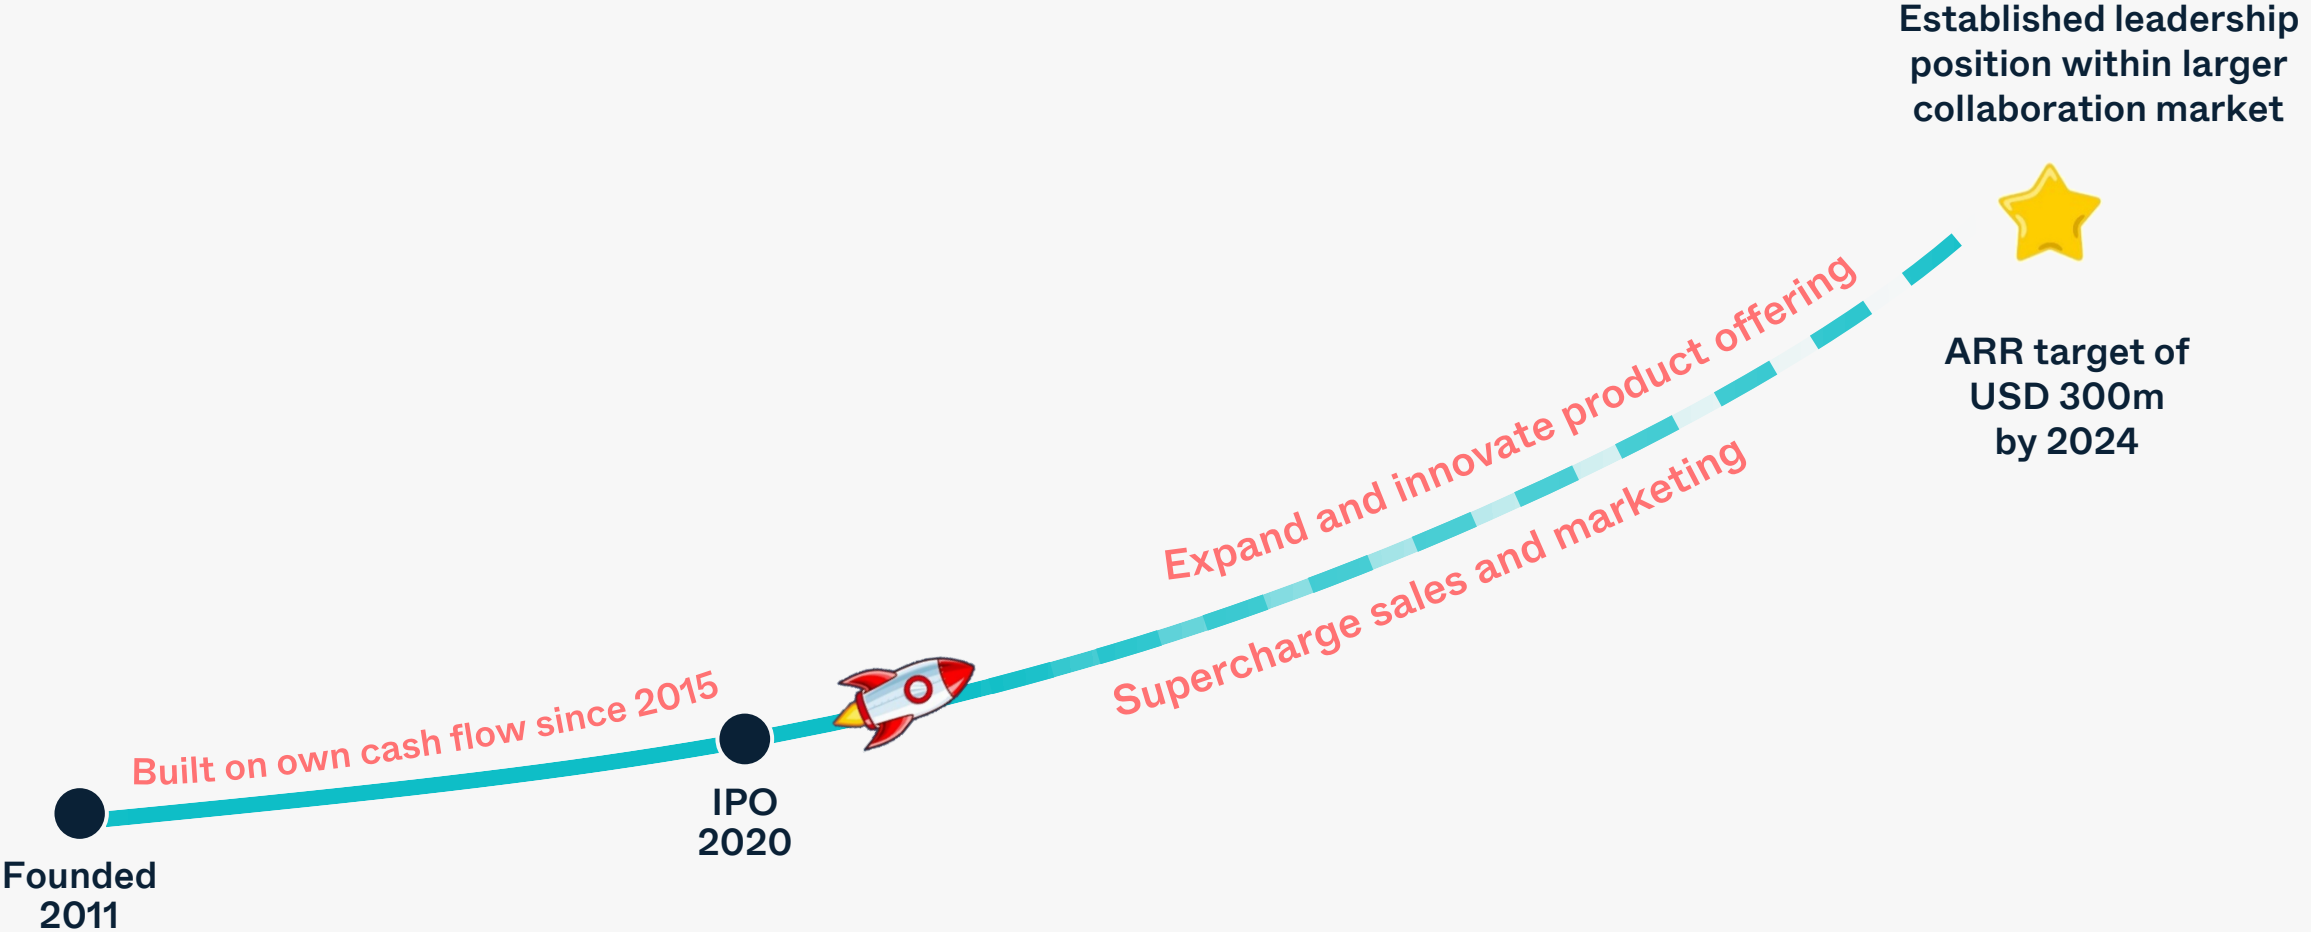 Established leadership
position within larger
collaboration market
ARR target of
USD 300m
by 2024
Expand and innovate product offering
Supercharge sales and marketing
Built on own cash flow since 2015
IPO
2020
Founded
2011